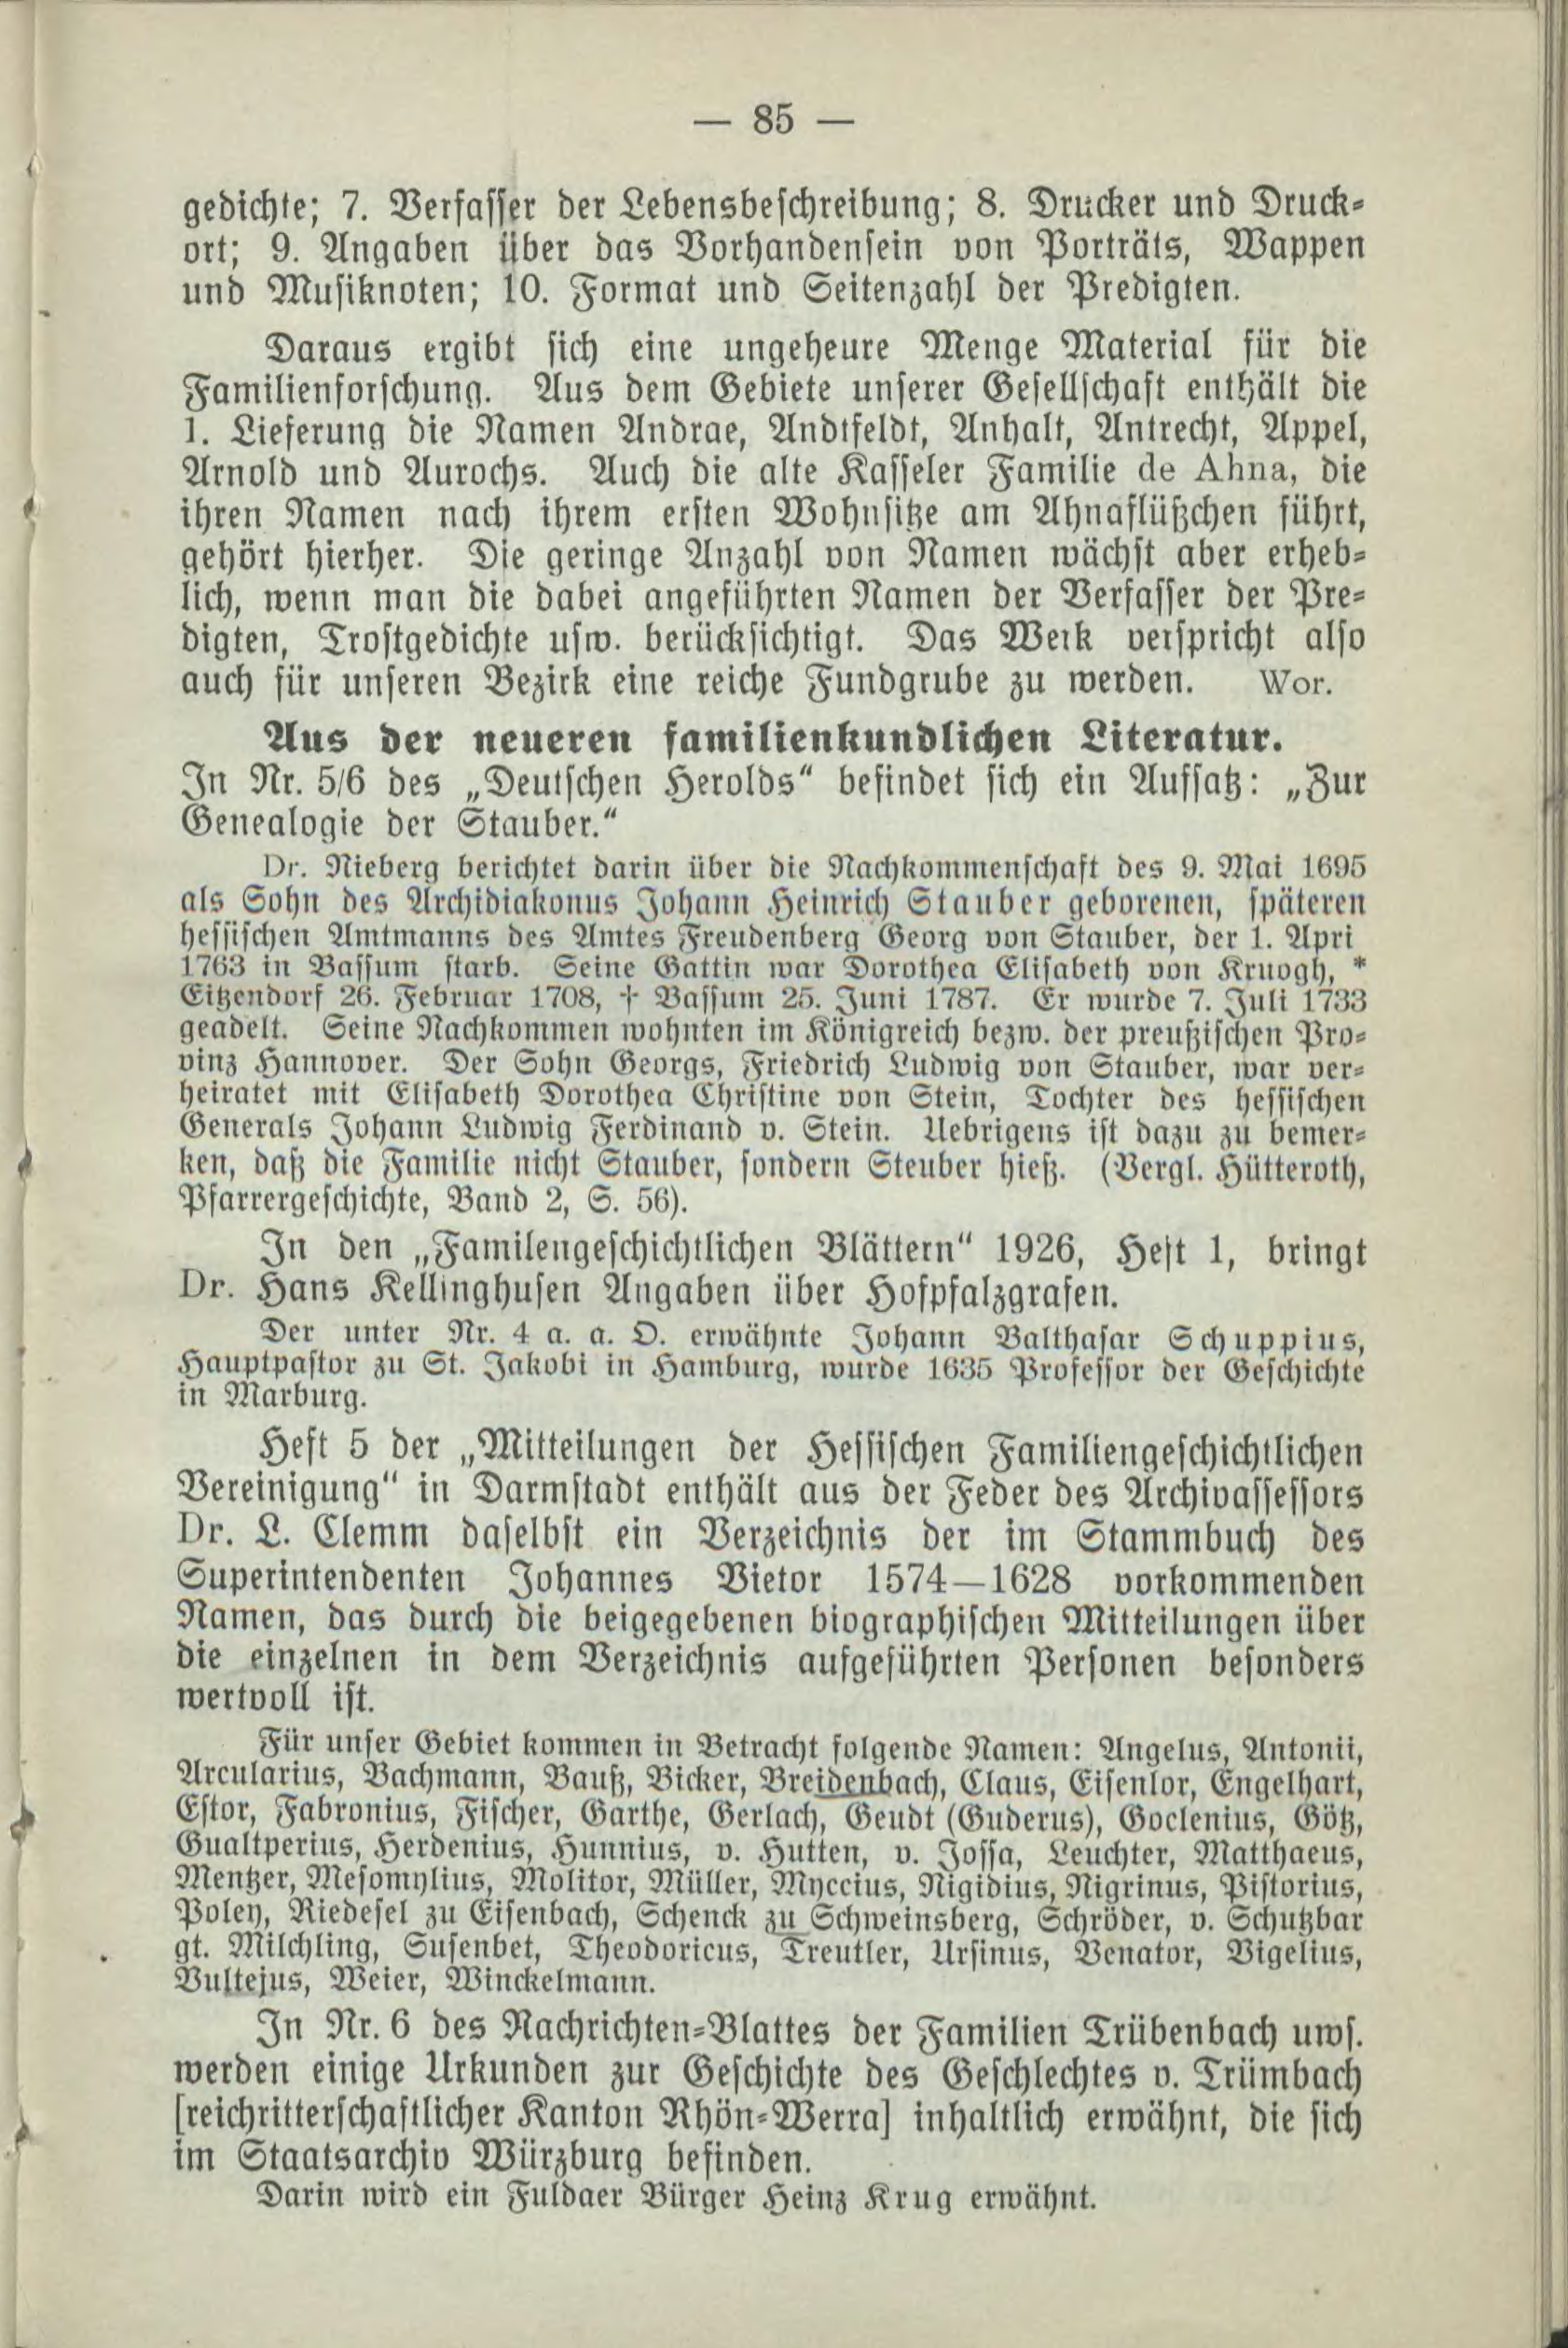 — 85 —
gedichte; 7. Verfasser der Lebensbeschreibung; 8. Drucker und Druck-
ort; 9. Angaben über das Vorhandensein von Porträts, Wappen
und Musiknoten; 10. Format und Seitenzahl der Predigten.
Daraus ergibt sich eine ungeheure Menge Material für die
Familienforschung. Aus dem Gebiete unserer Gesellschaft enthält die
1. Lieferung die Namen Andrae, Andtfeldt, Anhalt, Antrecht, Appel,
Arnold und Aurochs. Auch die alte Kasseler Familie de Ahna, die
ihren Namen nach ihrem ersten Wohnsitze am Ahnaflüßchen führt,
gehört hierher. Die geringe Anzahl von Namen wächst aber erheb-
lich, wenn man die dabei angeführten Namen der Verfasser der Pre-
digten, Trostgedichte usw. berücksichtigt. Das Werk verspricht also
auch für unseren Bezirk eine reiche Fundgrube zu werden. Wor.
Aus der neueren familienkundlichen Literatur.
In Nr. 5/6 des „Deutschen Herolds“ befindet sich ein Aufsatz: „Zur
Genealogie der Stauber.“
Dr. Nieberg berichtet darin über die Nachkommenschaft des 9. Mai 1695
als Sohn des Archidiakonus Johann Heinrich Stauber geborenen, späteren
hessischen Amtmanns des Amtes Freudenberg Georg von Stauber, der 1. Apri
1763 in Bassum starb. Seine Gattin war Dorothea Elisabeth von Kruogh, *
Eitzendorf 26. Februar 1708, † Bassum 25. Juni 1787. Er wurde 7. Juli 1733
geadelt. Seine Nachkommen wohnten im Königreich bezw. der preußischen Pro-
vinz Hannover. Der Sohn Georgs, Friedrich Ludwig von Stauber, war ver-
heiratet mit Elisabeth Dorothea Christine von Stein, Tochter des hessischen
Generals Johann Ludwig Ferdinand v. Stein. Uebrigens ist dazu zu bemer-
ken, daß die Familie nicht Stauber, sondern Steuber hieß. (Vergl. Hütteroth,
Pfarrergeschichte, Band 2, S. 56).
In den „Familengeschichtlichen Blättern“ 1926, Heft 1, bringt
Dr. Hans Kellinghusen Angaben über Hofpfalzgrafen.
Der unter Nr. 4 a. a. O. erwähnte Johann Balthasar Schuppius,
Hauptpastor zu St. Jakobi in Hamburg, wurde 1635 Professor der Geschichte
in Marburg.
Heft 5 der „Mitteilungen der Hessischen Familiengeschichtlichen
Vereinigung“ in Darmstadt enthält aus der Feder des Archivassessors
Dr. L. Clemm daselbst ein Verzeichnis der im Stammbuch des
Superintendenten Johannes Vietor 1574—1628 vorkommenden
Namen, das durch die beigegebenen biographischen Mitteilungen über
die einzelnen in dem Verzeichnis aufgeführten Personen besonders
wertvoll ist.
Für unser Gebiet kommen in Betracht folgende Namen: Angelus, Antonii,
Arcularius, Bachmann, Bauß, Bicker, Breidenbach, Claus, Eisenlor, Engelhart,
Estor, Fabronius, Fischer, Garthe, Gerlach, Geudt (Guderus), Goclenius, Götz,
Gualtperius, Herdenius, Hunnius, v. Hutten, v. Jossa, Leuchter, Matthaeus,
Mentzer, Mesomylius, Molitor, Müller, Myccius, Nigidius, Nigrinus, Pistorius,
Poley, Riedesel zu Eisenbach, Schenck zu Schweinsberg, Schröder, v. Schutzbar
gt. Milchling, Susenbet, Theodoricus, Treutler, Ursinus, Venator, Vigelius,
Vultejus, Weier, Winckelmann.
In Nr. 6 des Nachrichten-Blattes der Familien Trübenbach uws.
werden einige Urkunden zur Geschichte des Geschlechtes v. Trümbach
[reichritterschaftlicher Kanton Rhön-Werra] inhaltlich erwähnt, die sich
im Staatsarchiv Würzburg befinden.
Darin wird ein Fuldaer Bürger Heinz Krug erwähnt.